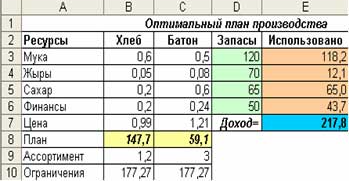 A B C D E
1 Оптимальный план производства
2 Ресурсы Хлеб Батон Запасы Использовано
3 Мука 0,6 0,5 120 118,2
4 Жыры 0,05 0,08 70 12,1
5 Сахар 0,2 0,6 65 65,0
6 Финансы 0,2 0,24 50 43,7
7 Цена 0,99 1,21 Доход= 217,8
8 План 147,7 59,1
9 Ассортимент 1,2 3
10 Ограничения 177,27 177,27